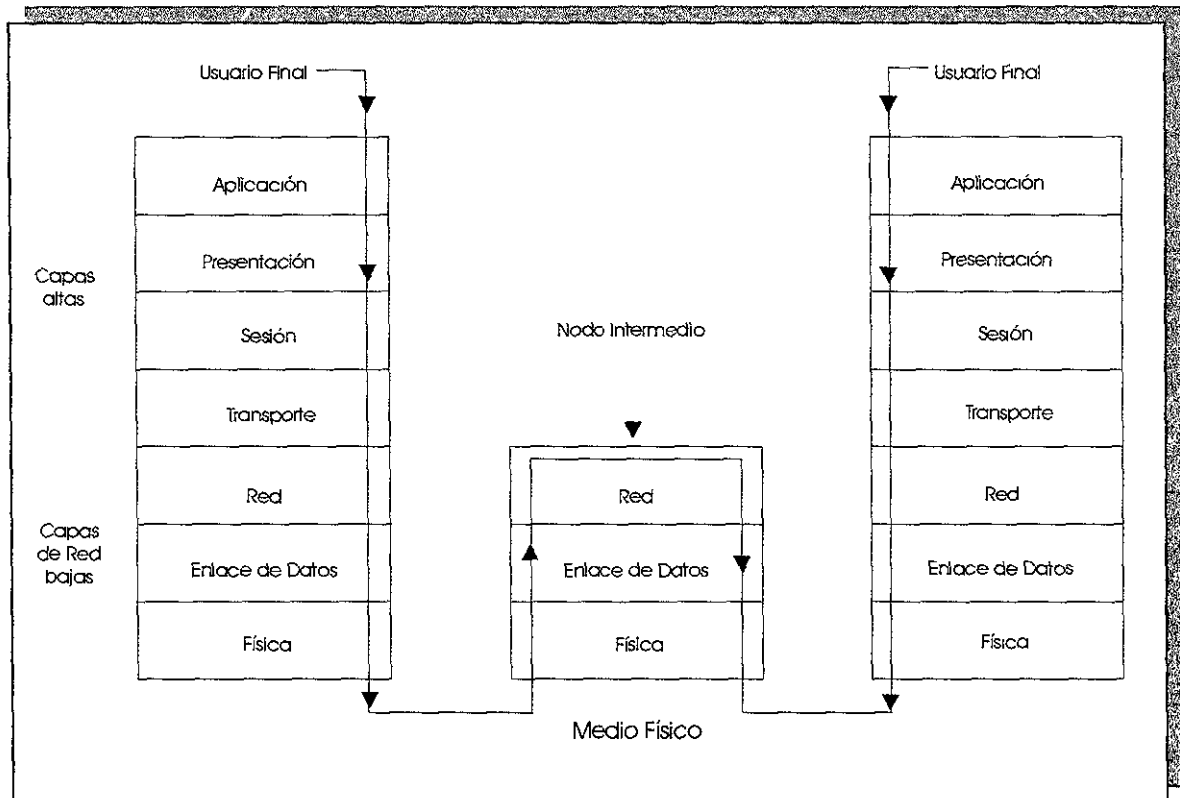 Usuario Final
Usuario Final
Capas
altas
Aplicación
Presentación
Sesión
Transporte
Capas
de Red
bajas
Red
Enlace de Datos
Física
Nodo Intermedio
Red
Enlace de Datos
Física
Aplicación
Presentación
Sesión
Transporte
Red
Enlace de Datos
Física
Medio Físico